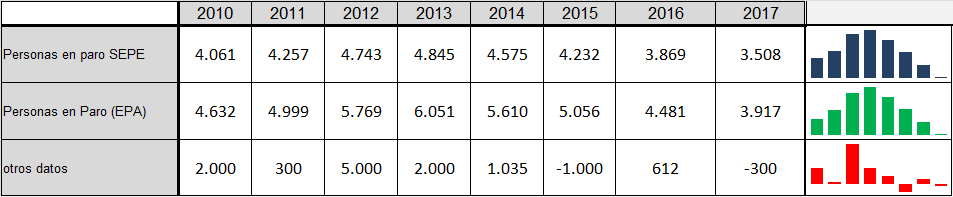 2010 2011 2012 2013 2014 2015 2016 2017
Personas en paro SEPE 4.061 4.257 4.743 4.845 4.575 4.232 3.869 3.508
Personas en Paro (EPA) 4.632 4.999 5.769 6.051 5.610 5.056 4.481 3.917
otros datos 2.000 300 5.000 2.000 1.035 -1.000 612 -300